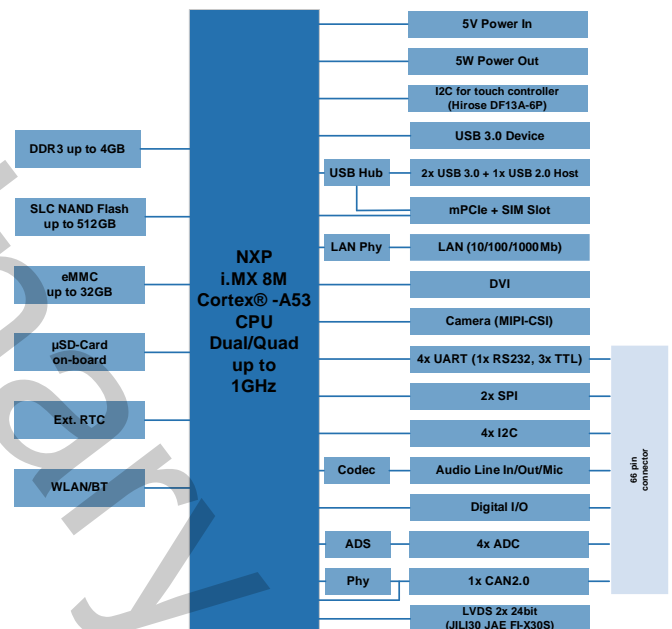 5V Power In
5W Power Out
I2C for touch controller
(Hirose DF13A-6P)
USB 3.0 Device
DDR3 up to 4GB
USB Hub
2x USB 3.0 + 1x USB 2.0 Host
SLC NAND Flash
up to 512GB
mPCIe + SIM Slot
LAN Phy
LAN (10/100/1000Mb)
NXP
i.MX 8M
Cortex® -A53
CPU
Dual/Quad
up to
1GHz
eMMC
up to 32GB
DVI
Camera (MIPI-CSI)
µSD-Card
on-board
4x UART (1x RS232, 3x TTL)
2x SPI
Ext. RTC
4x I2C
66 pin
connector
Codec
Audio Line In/Out/Mic
WLAN/BT
Digital I/O
ADS
4x ADC
Phy
1x CAN2.0
LVDS 2x 24bit
(JILI30 JAE FI-X30S)